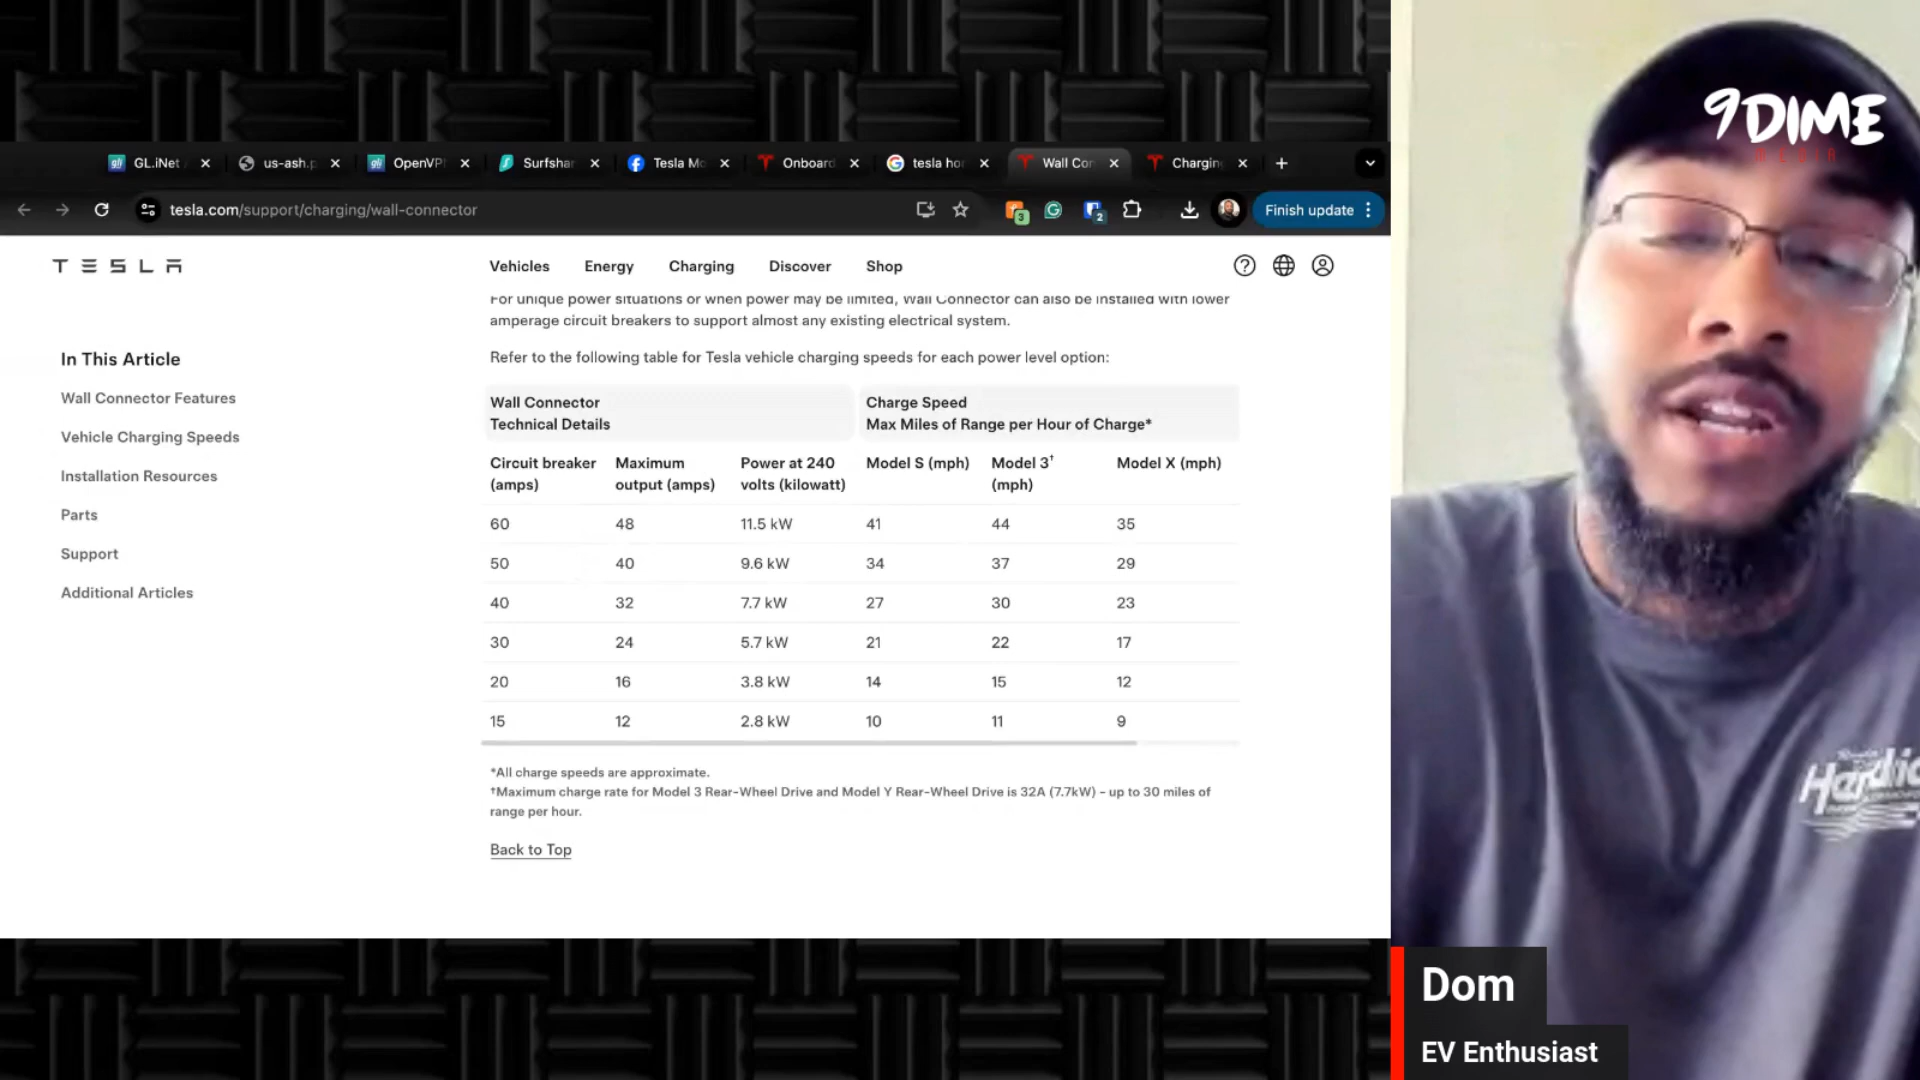 GL.iNet
us-ash.p
OpenVPN
Surfshar
Tesla Mo
Onboard
tesla ho
Wall Con
Charging
tesla.com/support/charging/wall-connector
3
2
Finish update
TESLA
Vehicles
Energy
Charging
Discover
Shop
In This Article
Wall Connector Features
Vehicle Charging Speeds
Installation Resources
Parts
Support
Additional Articles
For unique power situations or when power may be limited, Wall Connector can also be installed with lower
amperage circuit breakers to support almost any existing electrical system.
Refer to the following table for Tesla vehicle charging speeds for each power level option:
Wall Connector
Technical Details
Charge Speed
Max Miles of Range per Hour of Charge*
Circuit breaker (amps) Maximum output (amps) Power at 240 volts (kilowatt) Model S (mph) Model 3† (mph) Model X (mph)
60 48 11.5 kW 41 44 35
50 40 9.6 kW 34 37 29
40 32 7.7 kW 27 30 23
30 24 5.7 kW 21 22 17
20 16 3.8 kW 14 15 12
15 12 2.8 kW 10 11 9
*All charge speeds are approximate.
†Maximum charge rate for Model 3 Rear-Wheel Drive and Model Y Rear-Wheel Drive is 32A (7.7kW) - up to 30 miles of
range per hour.
Back to Top
9DIME
MEDIA
Dom
EV Enthusiast